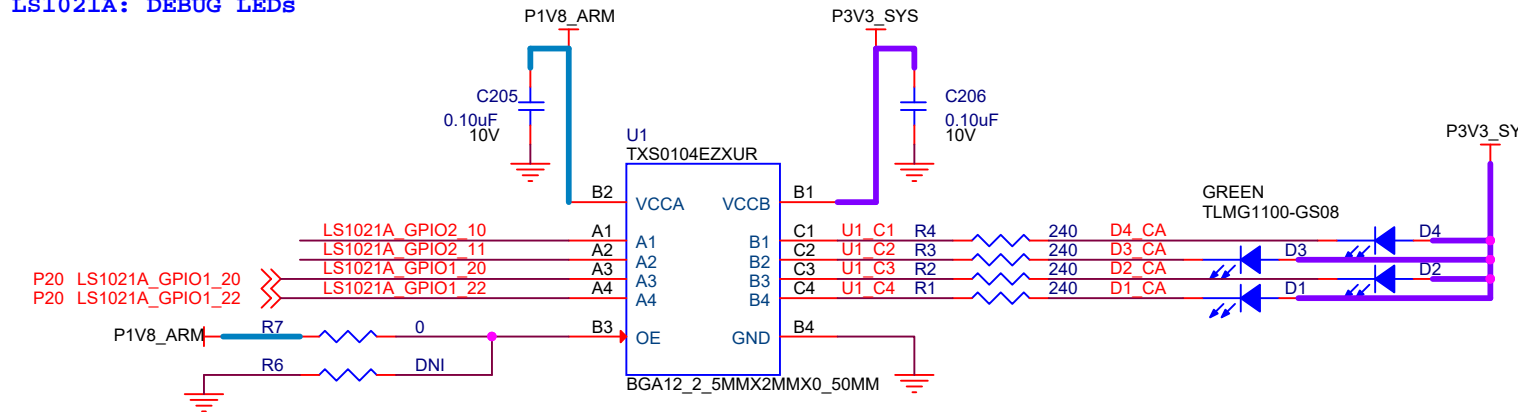 LS1021A: DEBUG LEDs
P1V8_ARM
P3V3_SYS
C205
0.10uF
10V
C206
0.10uF
10V
U1
TXS0104EZXUR
P3V3_SY
GREEN
TLMG1100-GS08
B2 VCCA VCCB B1
LS1021A_GPIO2_10 A1 A1 B1 C1 U1_C1 R4 240 D4_CA D4
LS1021A_GPIO2_11 A2 A2 B2 C2 U1_C2 R3 240 D3_CA D3
P20 LS1021A_GPIO1_20 LS1021A_GPIO1_20 A3 A3 B3 C3 U1_C3 R2 240 D2_CA D2
P20 LS1021A_GPIO1_22 LS1021A_GPIO1_22 A4 A4 B4 C4 U1_C4 R1 240 D1_CA D1
P1V8_ARM R7 0 B3 OE GND B4
R6 DNI
BGA12_2_5MMX2MMX0_50MM